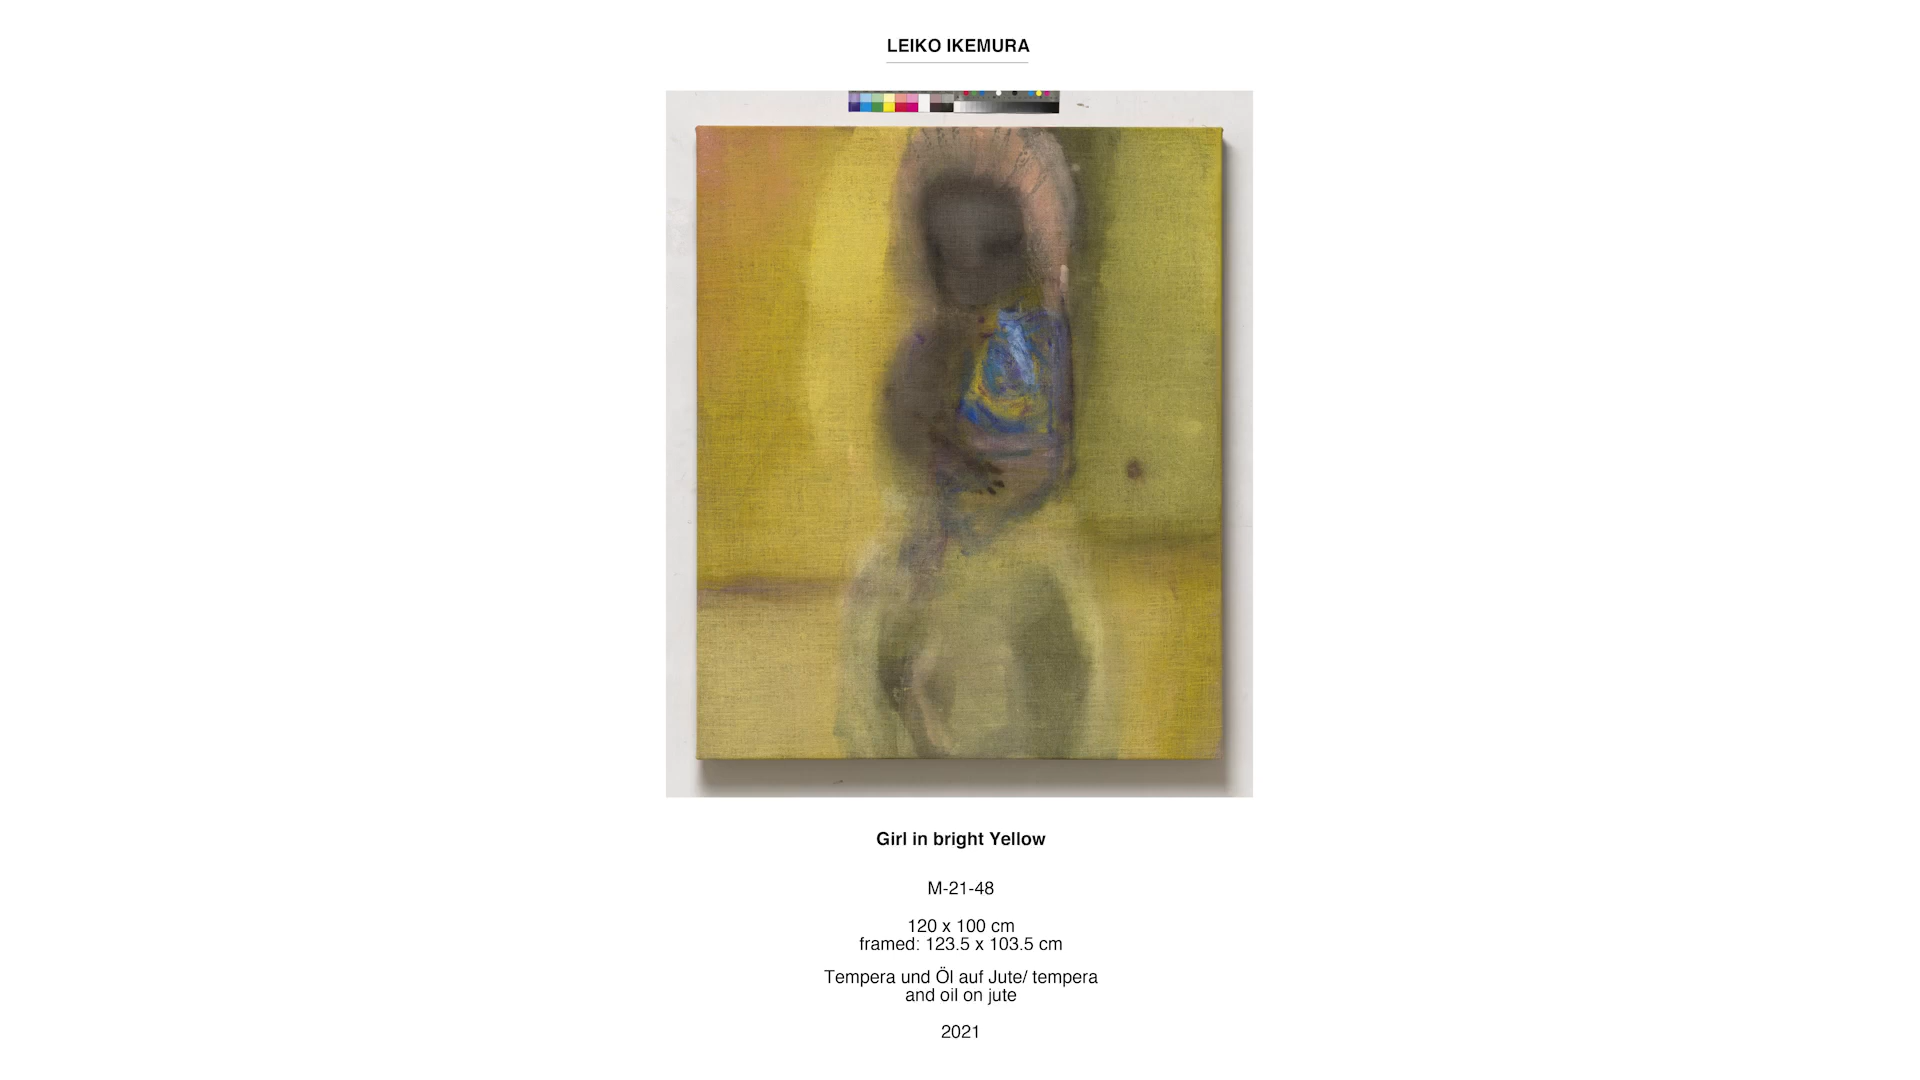 LEIKO IKEMURA
Girl in bright Yellow
M-21-48
120 x 100 cm
framed: 123.5 x 103.5 cm
Tempera und Öl auf Jute/ tempera
and oil on jute
2021